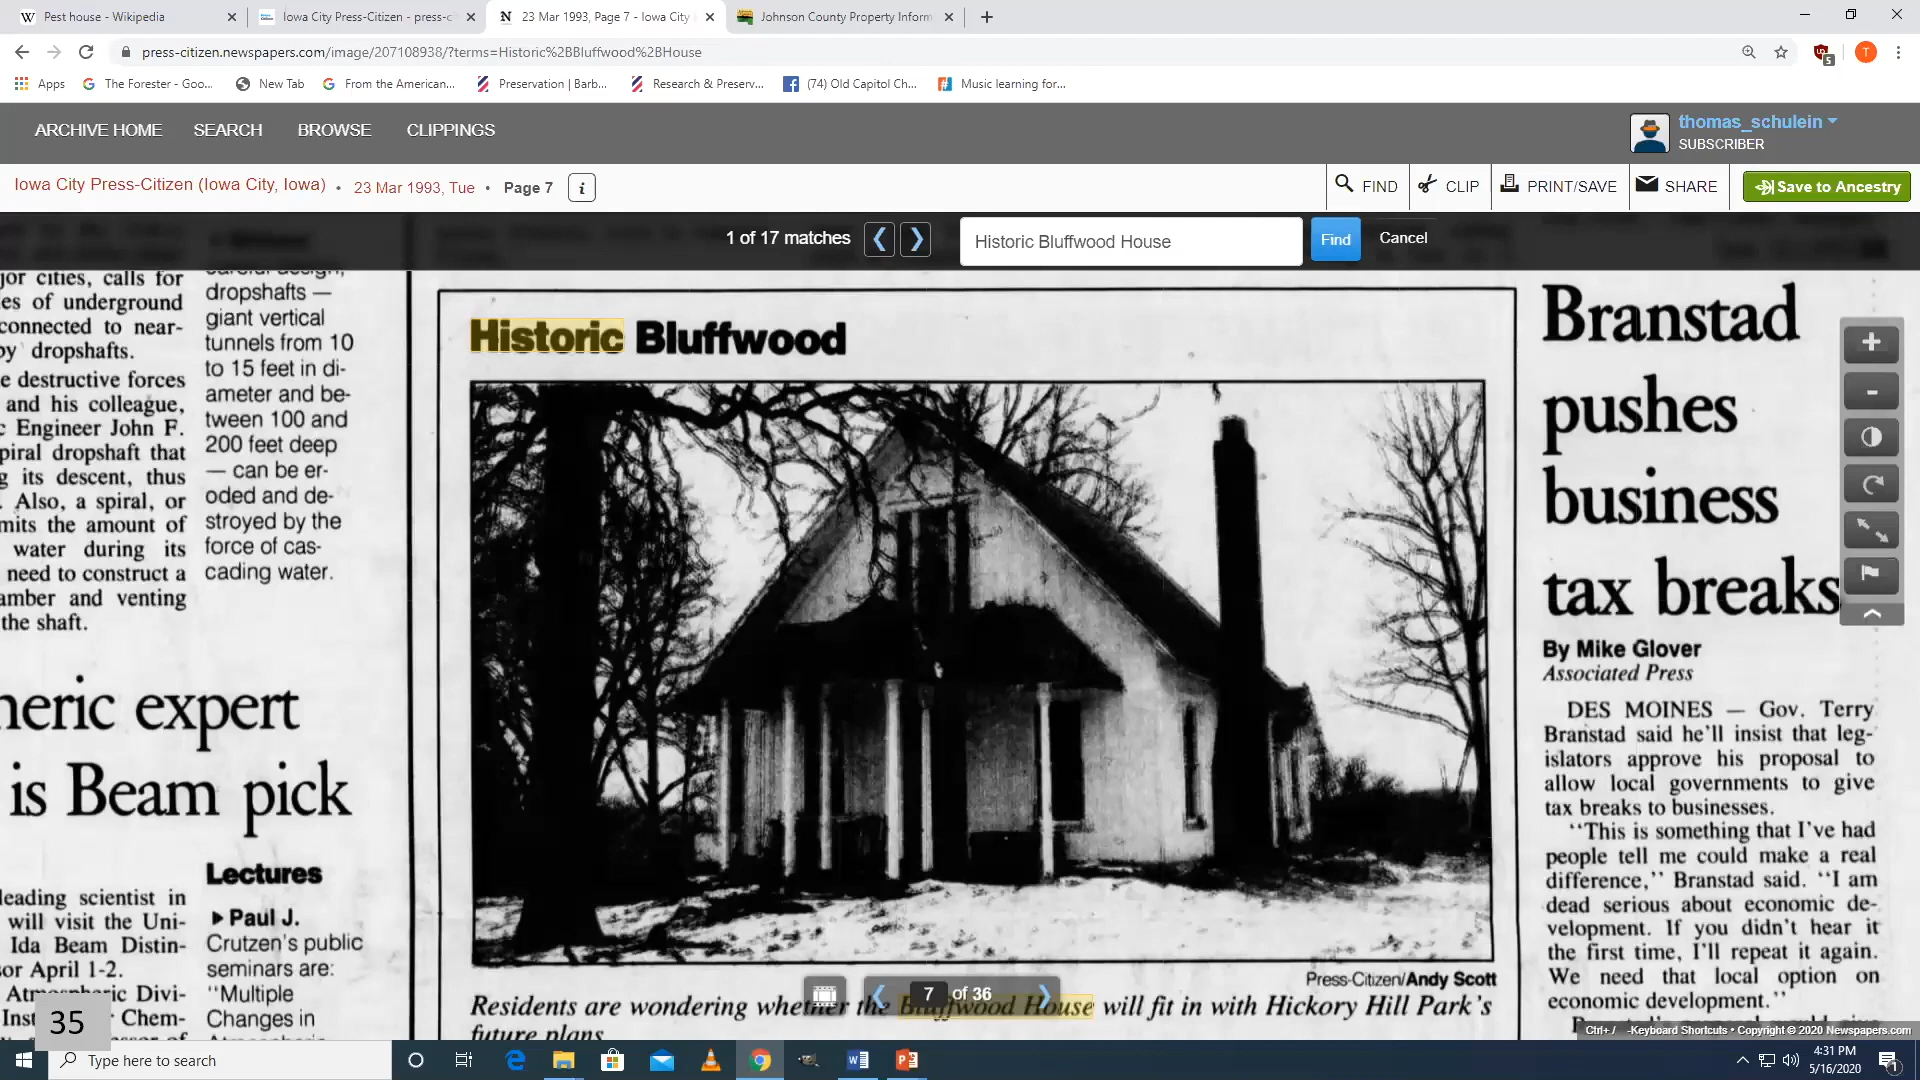 Pest house - Wikipedia
Iowa City Press-Citizen - press-c
23 Mar 1993, Page 7 - Iowa City
Johnson County Property Inform
press-citizen.newspapers.com/image/207108938/?terms=Historic%2BBluffwood%2BHouse
5
T
Apps
The Forester - Goo...
New Tab
From the American...
Preservation | Barb...
Research & Preserv...
(74) Old Capitol Ch...
Music learning for...
ARCHIVE HOME
SEARCH
BROWSE
CLIPPINGS
thomas_schulein
SUBSCRIBER
Iowa City Press-Citizen (Iowa City, Iowa) • 23 Mar 1993, Tue • Page 7
FIND
CLIP
PRINT/SAVE
SHARE
Save to Ancestry
1 of 17 matches
Historic Bluffwood House
Find
Cancel
jor cities, calls for
es of underground
connected to near-
by dropshafts.
e destructive forces
and his colleague,
c Engineer John F.
piral dropshaft that
g its descent, thus
. Also, a spiral, or
mits the amount of
water during its
need to construct a
amber and venting
the shaft.
careful design,
dropshafts —
giant vertical
tunnels from 10
to 15 feet in di-
ameter and be-
tween 100 and
200 feet deep
— can be er-
oded and de-
stroyed by the
force of cas-
cading water.
heric expert
is Beam pick
leading scientist in
will visit the Uni-
Ida Beam Distin-
sor April 1-2.
Atmospheric Divi-
Inst
Chem-
Lectures
Paul J.
Crutzen's public
seminars are:
"Multiple
Changes in
Historic Bluffwood
Press-Citizen/Andy Scott
Residents are wondering whether the Bluffwood House will fit in with Hickory Hill Park's
future plans.
7 of 36
Branstad
pushes
business
tax breaks
By Mike Glover
Associated Press
DES MOINES — Gov. Terry
Branstad said he'll insist that leg-
islators approve his proposal to
allow local governments to give
tax breaks to businesses.
"This is something that I've had
people tell me could make a real
difference," Branstad said. "I am
dead serious about economic de-
velopment. If you didn't hear it
the first time, I'll repeat it again.
We need that local option on
economic development."
Ctrl+ / -Keyboard Shortcuts • Copyright © 2020 Newspapers.com
35
Type here to search
4:31 PM
5/16/2020
1